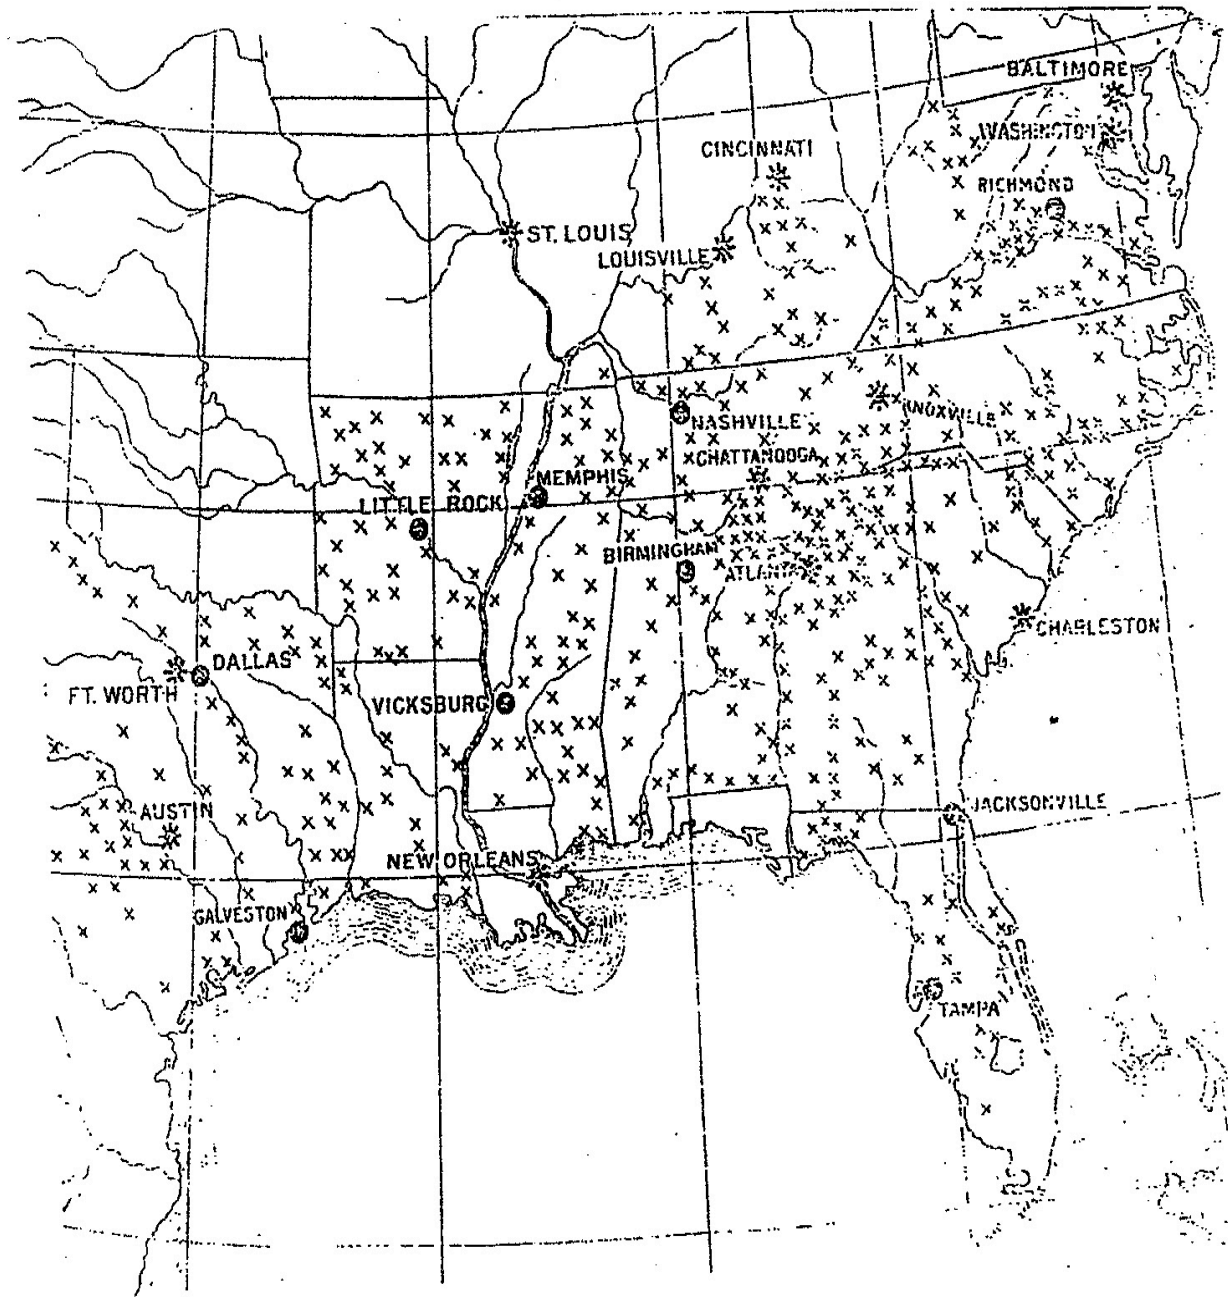 BALTIMORE
WASHINGTON
CINCINNATI
RICHMOND
ST. LOUIS
LOUISVILLE
KNOXVILLE
NASHVILLE
CHATTANOOGA
MEMPHIS
LITTLE ROCK
BIRMINGHAM
ATLANTA
CHARLESTON
DALLAS
FT. WORTH
VICKSBURG
AUSTIN
JACKSONVILLE
NEW ORLEANS
GALVESTON
TAMPA